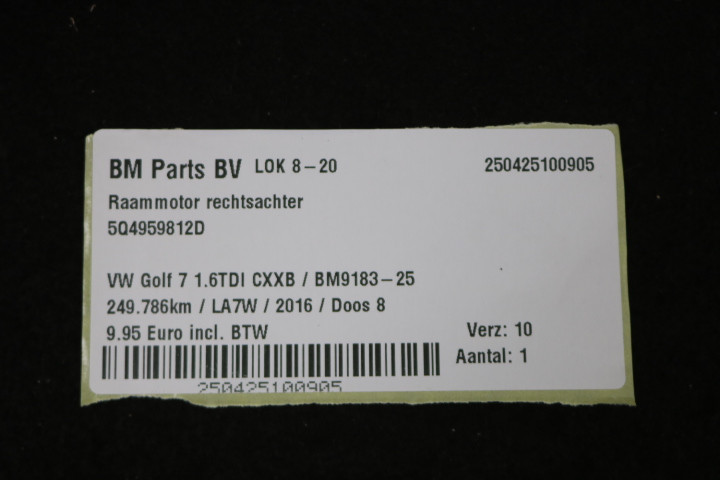 BM Parts BV LOK 8-20 250425100905
Raammotor rechtsachter
5Q4959812D
VW Golf 7 1.6TDI CXXB / BM9183-25
249.786km / LA7W / 2016 / Doos 8
9.95 Euro incl. BTW Verz: 10
Aantal: 1
250425100905